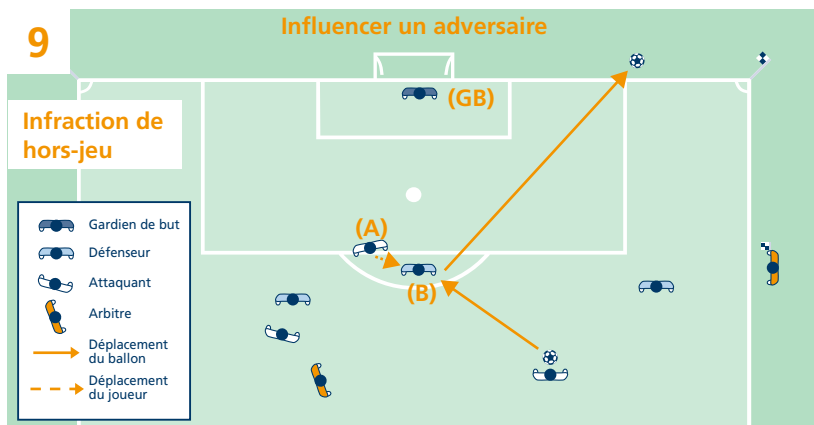 9
Influencer un adversaire
(GB)
Infraction de
hors-jeu
(A)
(B)
Gardien de but
Défenseur
Attaquant
Arbitre
Déplacement
du ballon
Déplacement
du joueur